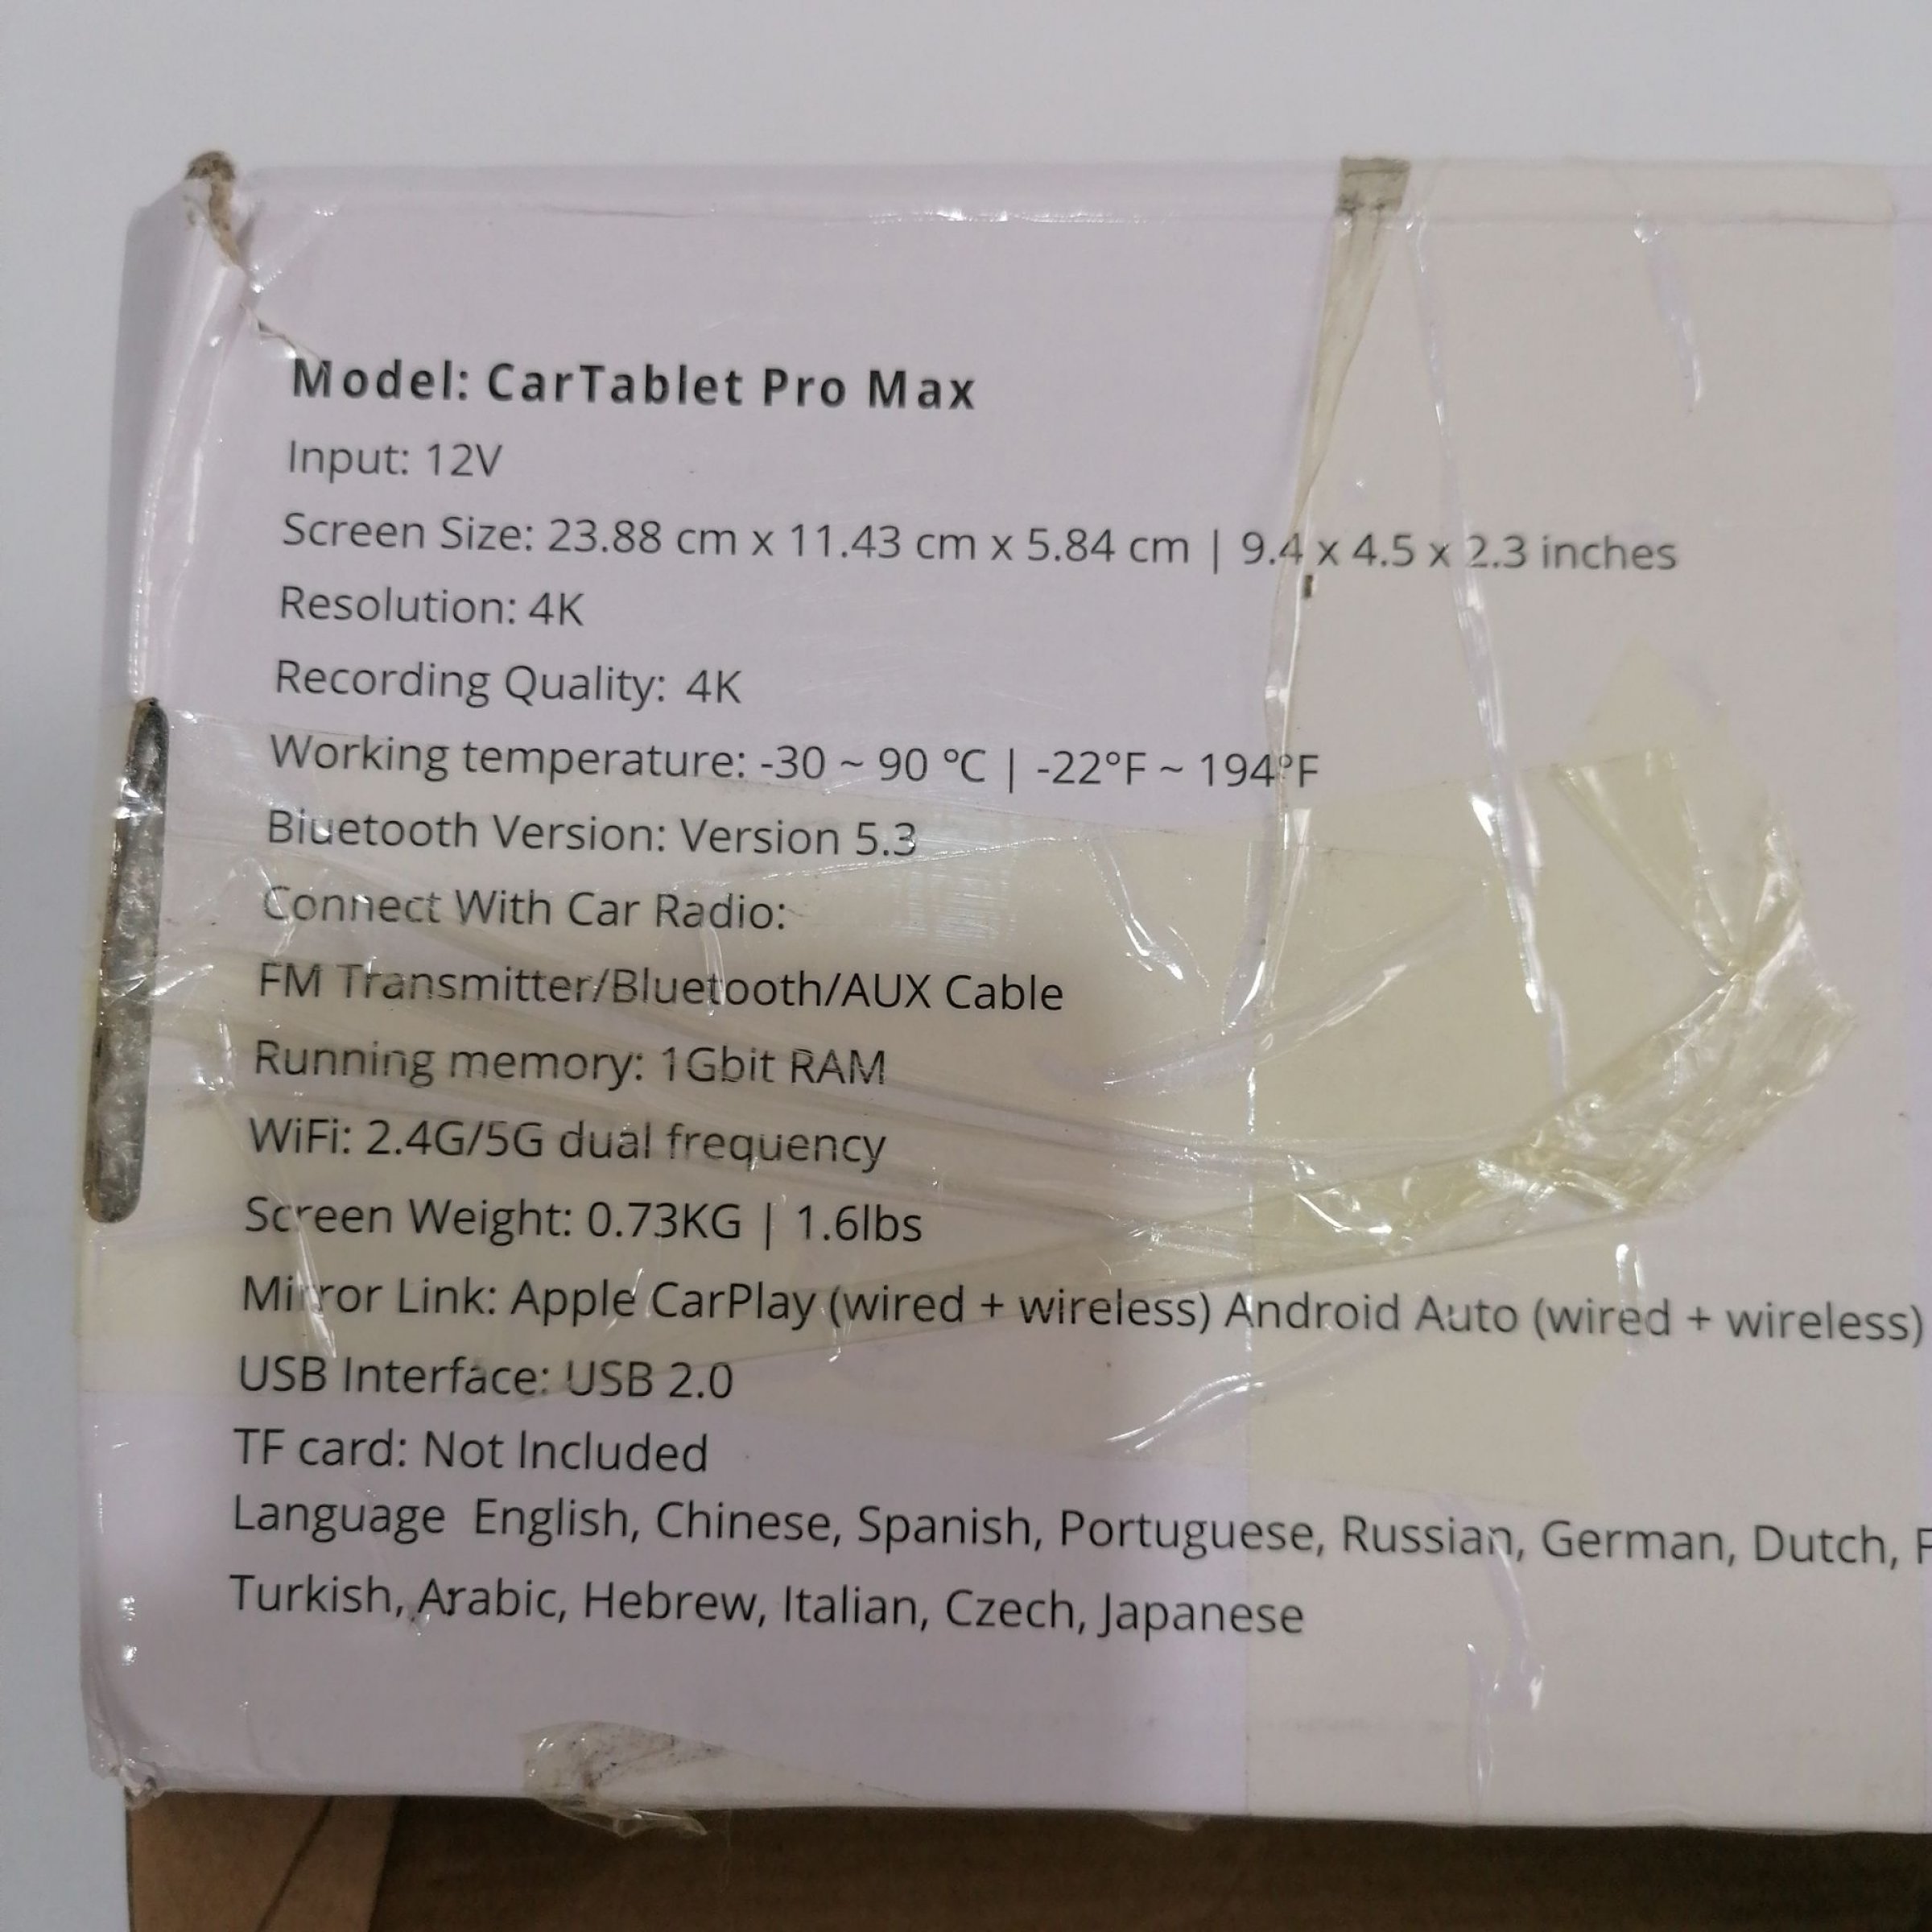 Model: CarTablet Pro Max
Input: 12V
Screen Size: 23.88 cm x 11.43 cm x 5.84 cm | 9.4 x 4.5 x 2.3 inches
Resolution: 4K
Recording Quality: 4K
Working temperature: -30 ~ 90 °C | -22°F ~ 194°F
Bluetooth Version: Version 5.3
Connect With Car Radio:
FM Transmitter/Bluetooth/AUX Cable
Running memory: 1Gbit RAM
WiFi: 2.4G/5G dual frequency
Screen Weight: 0.73KG | 1.6lbs
Mirror Link: Apple CarPlay (wired + wireless) Android Auto (wired + wireless)
USB Interface: USB 2.0
TF card: Not Included
Language English, Chinese, Spanish, Portuguese, Russian, German, Dutch,
Turkish, Arabic, Hebrew, Italian, Czech, Japanese